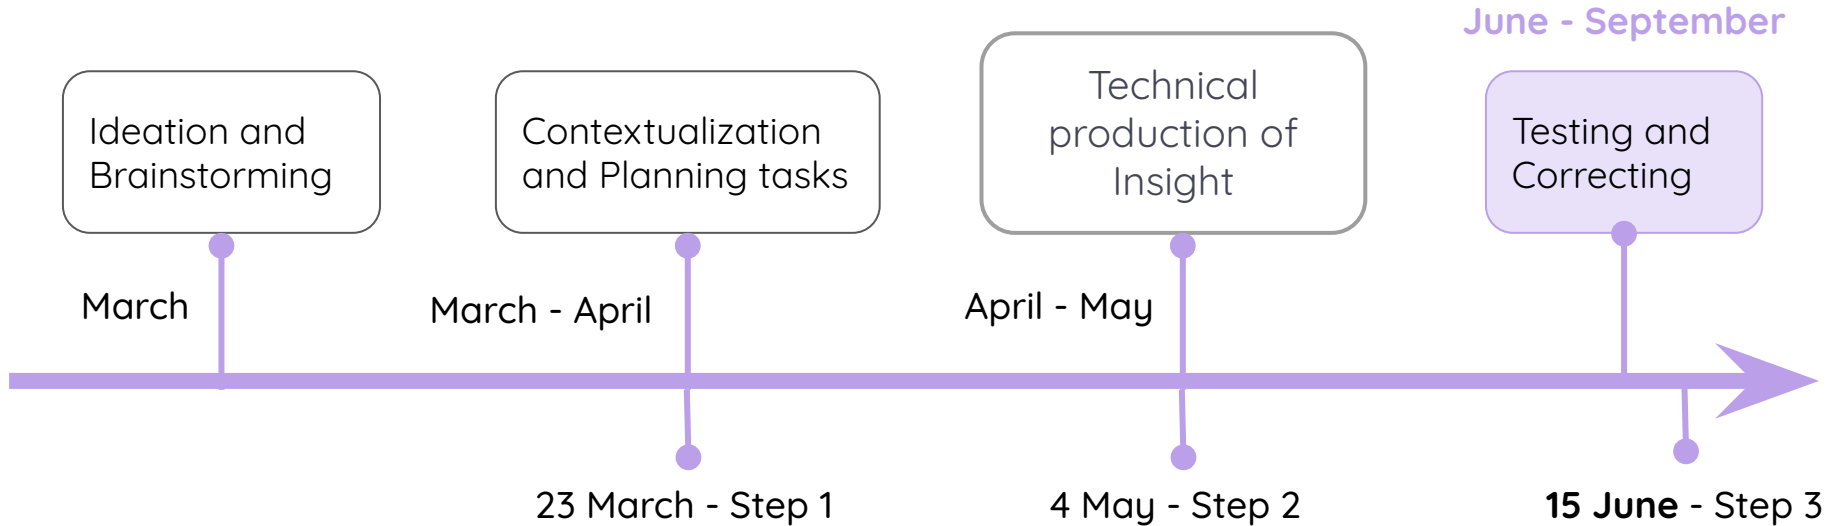 June - September
Ideation and
Brainstorming
Contextualization
and Planning tasks
Technical
production of
Insight
Testing and
Correcting
March
March - April
April - May
23 March - Step 1
4 May - Step 2
15 June - Step 3